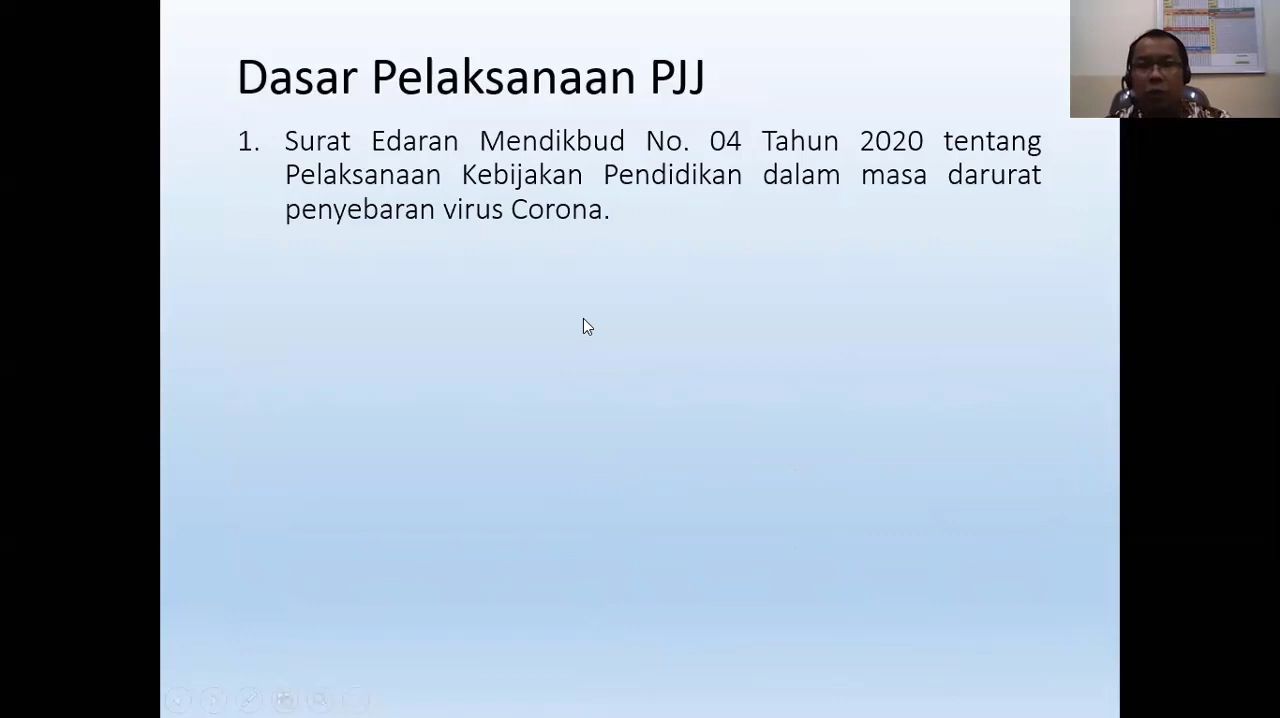 Dasar Pelaksanaan PJJ
1. Surat Edaran Mendikbud No. 04 Tahun 2020 tentang
Pelaksanaan Kebijakan Pendidikan dalam masa darurat
penyebaran virus Corona.